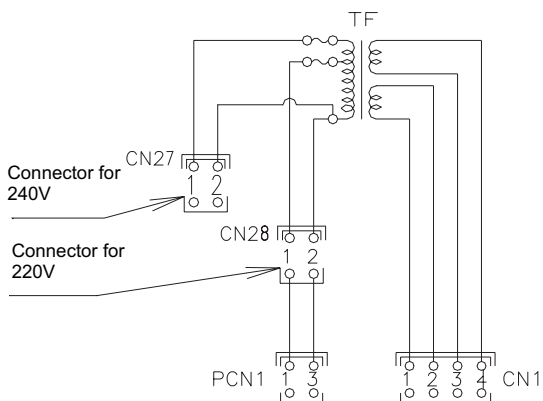 TF
CN27
1 2
Connector for
240V
CN28
1 2
Connector for
220V
PCN1 1 3
1 2 3 4 CN1